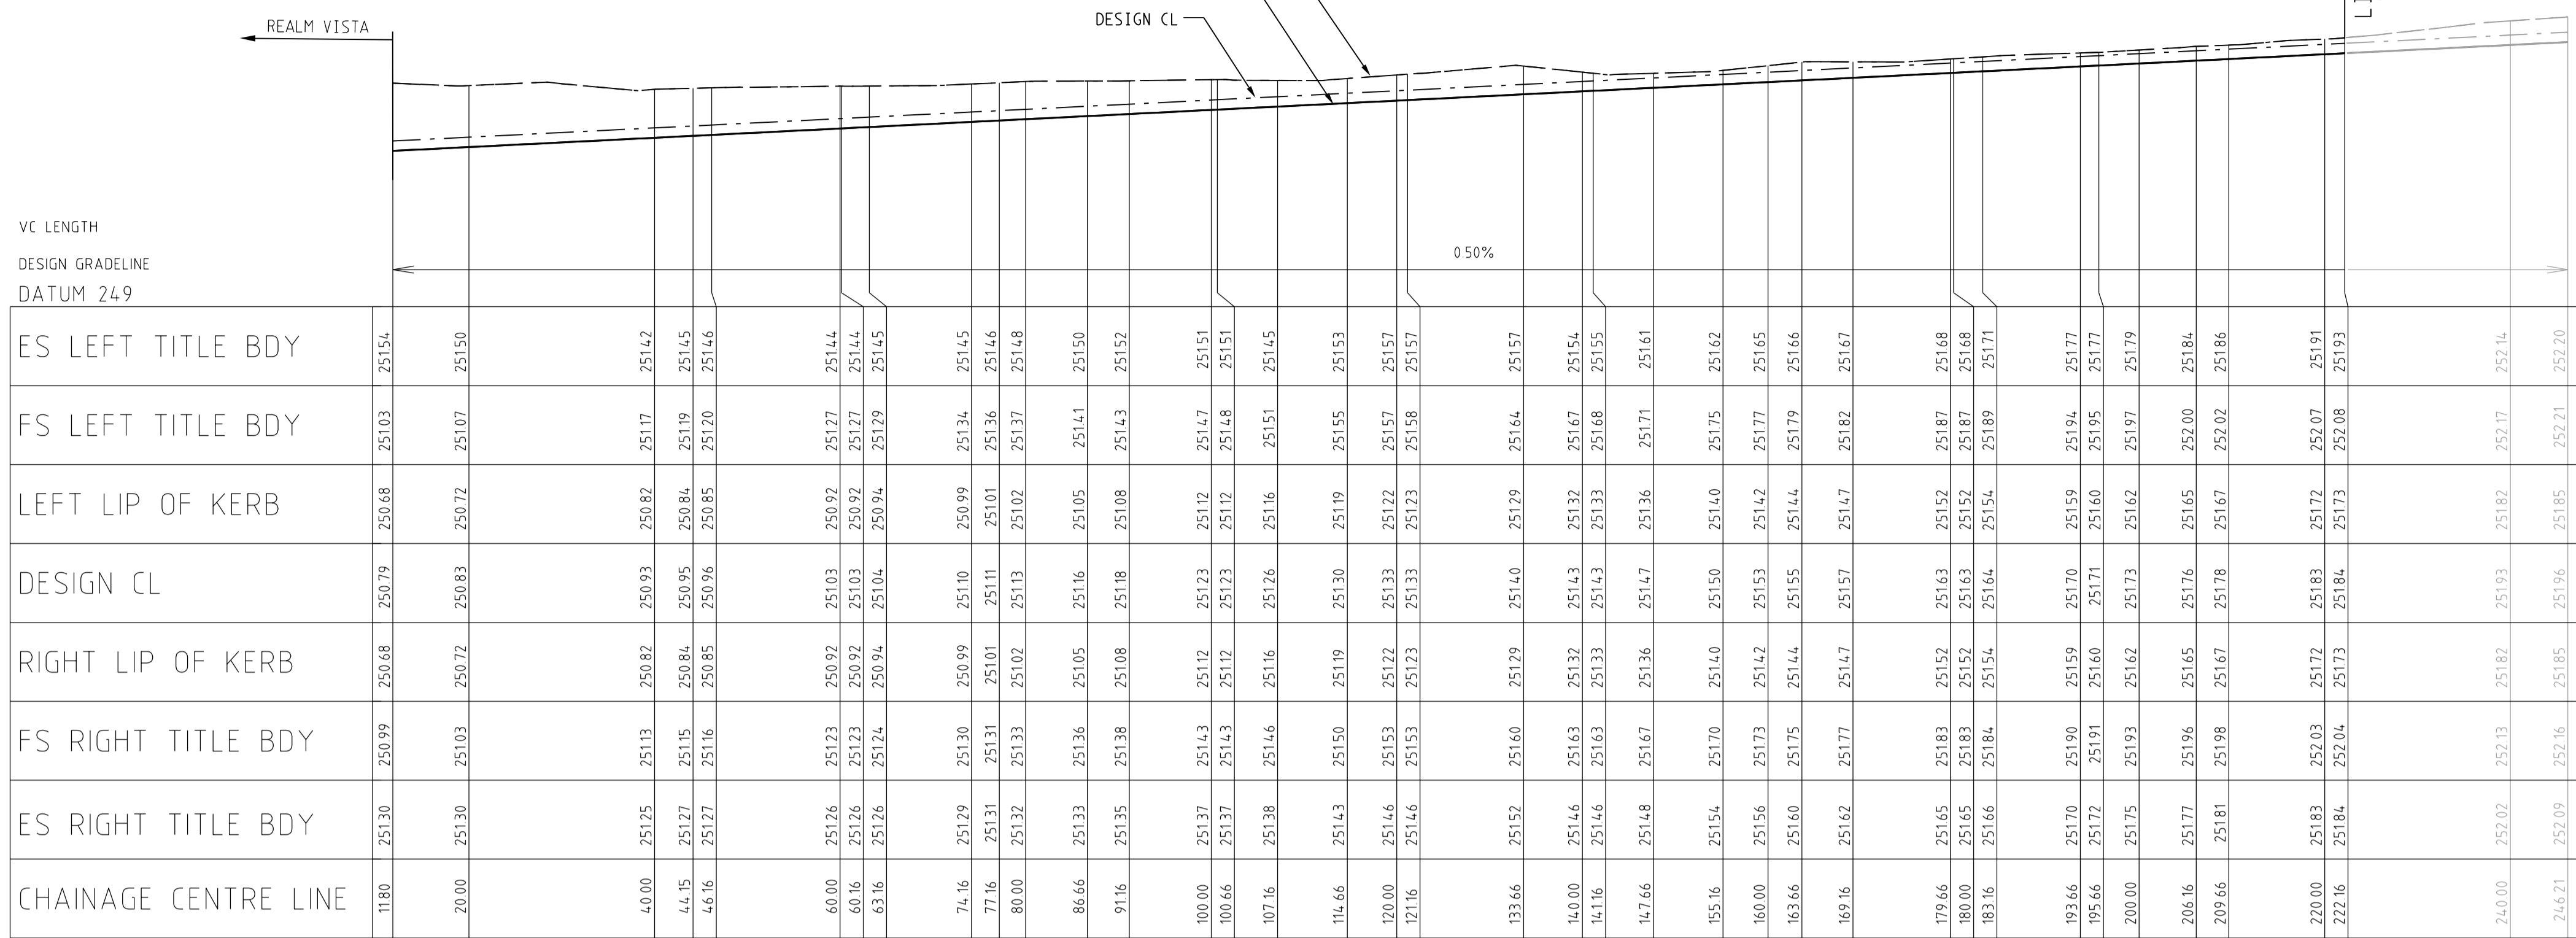 REALM VISTA
DESIGN CL
LI
VC LENGTH
0.50%
DESIGN GRADELINE
DATUM 249
ES LEFT TITLE BDY 251.54 251.50 251.42 251.45 251.46 251.44 251.44 251.45 251.45 251.46 251.48 251.50 251.52 251.51 251.51 251.45 251.53 251.57 251.57 251.57 251.54 251.55 251.61 251.62 251.65 251.66 251.67 251.68 251.68 251.71 251.77 251.77 251.79 251.84 251.86 251.91 251.93 252.14 252.20
FS LEFT TITLE BDY 251.03 251.07 251.17 251.19 251.20 251.27 251.27 251.29 251.34 251.36 251.37 251.41 251.43 251.47 251.48 251.51 251.55 251.57 251.58 251.64 251.67 251.68 251.71 251.75 251.77 251.79 251.82 251.87 251.87 251.89 251.94 251.95 251.97 252.00 252.02 252.07 252.08 252.17 252.21
LEFT LIP OF KERB 250.68 250.72 250.82 250.84 250.85 250.92 250.92 250.94 250.99 251.01 251.02 251.05 251.08 251.12 251.12 251.16 251.19 251.22 251.23 251.29 251.32 251.33 251.36 251.40 251.42 251.44 251.47 251.52 251.52 251.54 251.59 251.60 251.62 251.65 251.67 251.72 251.73 251.82 251.85
DESIGN CL 250.79 250.83 250.93 250.95 250.96 251.03 251.03 251.04 251.10 251.11 251.13 251.16 251.18 251.23 251.23 251.26 251.30 251.33 251.33 251.40 251.43 251.43 251.47 251.50 251.53 251.55 251.57 251.63 251.63 251.64 251.70 251.71 251.73 251.76 251.78 251.83 251.84 251.93 251.96
RIGHT LIP OF KERB 250.68 250.72 250.82 250.84 250.85 250.92 250.92 250.94 250.99 251.01 251.02 251.05 251.08 251.12 251.12 251.16 251.19 251.22 251.23 251.29 251.32 251.33 251.36 251.40 251.42 251.44 251.47 251.52 251.52 251.54 251.59 251.60 251.62 251.65 251.67 251.72 251.73 251.82 251.85
FS RIGHT TITLE BDY 250.99 251.03 251.13 251.15 251.16 251.23 251.23 251.24 251.30 251.31 251.33 251.36 251.38 251.43 251.43 251.46 251.50 251.53 251.53 251.60 251.63 251.63 251.67 251.70 251.73 251.75 251.77 251.83 251.83 251.84 251.90 251.91 251.93 251.96 251.98 252.03 252.04 252.13 252.16
ES RIGHT TITLE BDY 251.30 251.30 251.25 251.27 251.27 251.26 251.26 251.26 251.29 251.31 251.32 251.33 251.35 251.37 251.37 251.38 251.43 251.46 251.46 251.52 251.46 251.46 251.48 251.54 251.56 251.60 251.62 251.65 251.65 251.66 251.70 251.72 251.75 251.77 251.81 251.83 251.84 252.02 252.09
CHAINAGE CENTRE LINE 11.80 20.00 40.00 44.15 46.16 60.00 60.16 63.16 74.16 77.16 80.00 86.66 91.16 100.00 100.66 107.16 114.66 120.00 121.16 133.66 140.00 141.16 147.66 155.16 160.00 163.66 169.16 179.66 180.00 183.16 193.66 195.66 200.00 206.16 209.66 220.00 222.16 240.00 246.21